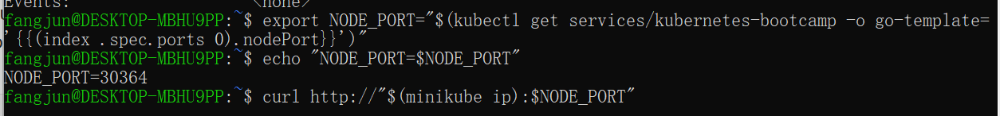 Events:              <none>
fangjun@DESKTOP-MBHU9PP:~$ export NODE_PORT="$(kubectl get services/kubernetes-bootcamp -o go-template=
'{{(index .spec.ports 0).nodePort}}')"
fangjun@DESKTOP-MBHU9PP:~$ echo "NODE_PORT=$NODE_PORT"
NODE_PORT=30364
fangjun@DESKTOP-MBHU9PP:~$ curl http://"$(minikube ip):$NODE_PORT"